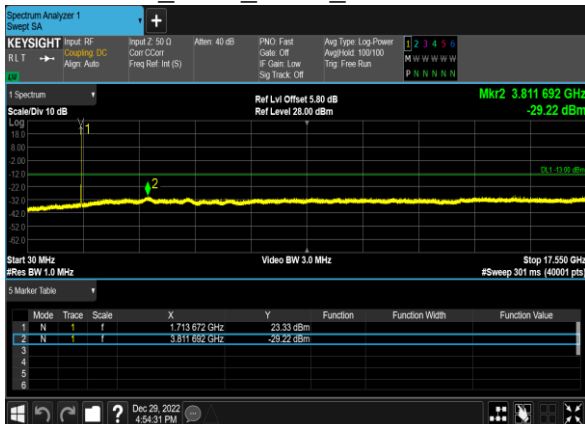 Spectrum Analyzer 1
Swept SA
KEYSIGHT Input: RF Input Z: 50 Ω Atten: 40 dB PNO: Fast Avg Type: Log-Power 1 2 3 4 5 6
RLT Coupling: DC Corr CCorr Gate: Off Avg|Hold: 100/100 M W W W W W
Align: Auto Freq Ref: Int (S) IF Gain: Low Trig: Free Run
Sig Track: Off P N N N N N
1 Spectrum Ref Lvl Offset 5.80 dB Mkr2 3.811 692 GHz
Scale/Div 10 dB Ref Level 28.00 dBm -29.22 dBm
Log
18.0 1
8.00
-2.00
-12.0 DL1 -13.00 dBm
-22.0 2
-32.0
-42.0
-52.0
-62.0
Start 30 MHz Video BW 3.0 MHz Stop 17.550 GHz
#Res BW 1.0 MHz #Sweep 301 ms (40001 pts)
5 Marker Table
Mode Trace Scale X Y Function Function Width Function Value
1 N 1 f 1.713 672 GHz 23.33 dBm
2 N 1 f 3.811 692 GHz -29.22 dBm
3
4
5
6
Dec 29, 2022
4:54:31 PM